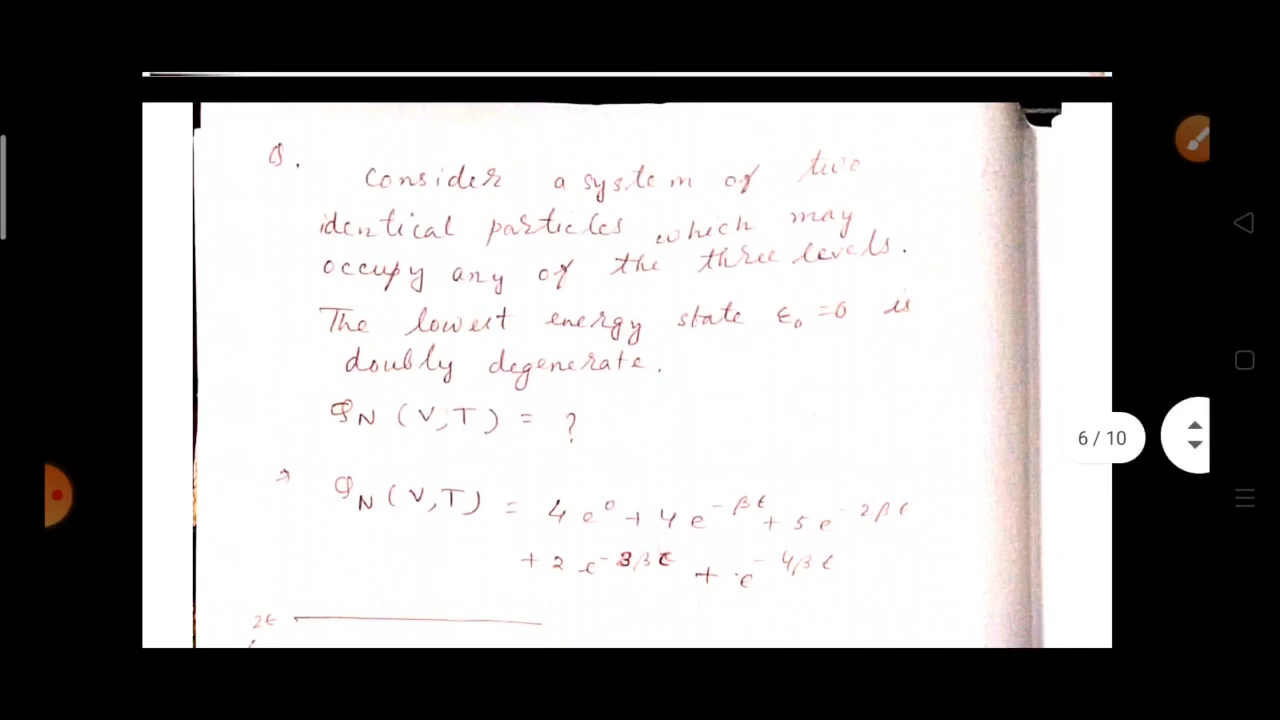 Q.
Consider a system of two
identical particles which may
occupy any of the three levels.
The lowest energy state ε₀ = 0 is
doubly degenerate.
Q_N (V, T) = ?
→ Q_N (V, T) = 4 e⁰ + 4 e^{-βε} + 5 e^{-2βε}
+ 2 e^{-3βε} + e^{-4βε}
2ε
6 / 10